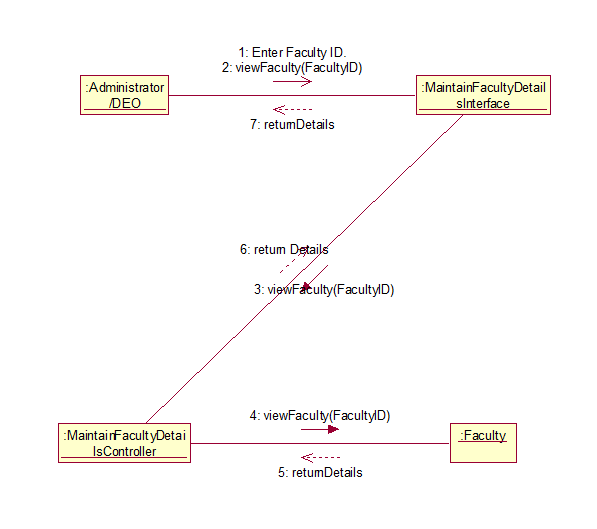 1: Enter Faculty ID.
2: viewFaculty(FacultyID)
:Administrator
/DEO
:MaintainFacultyDetail
sInterface
7: returnDetails
6: return Details
3: viewFaculty(FacultyID)
4: viewFaculty(FacultyID)
:MaintainFacultyDetai
lsController
:Faculty
5: returnDetails